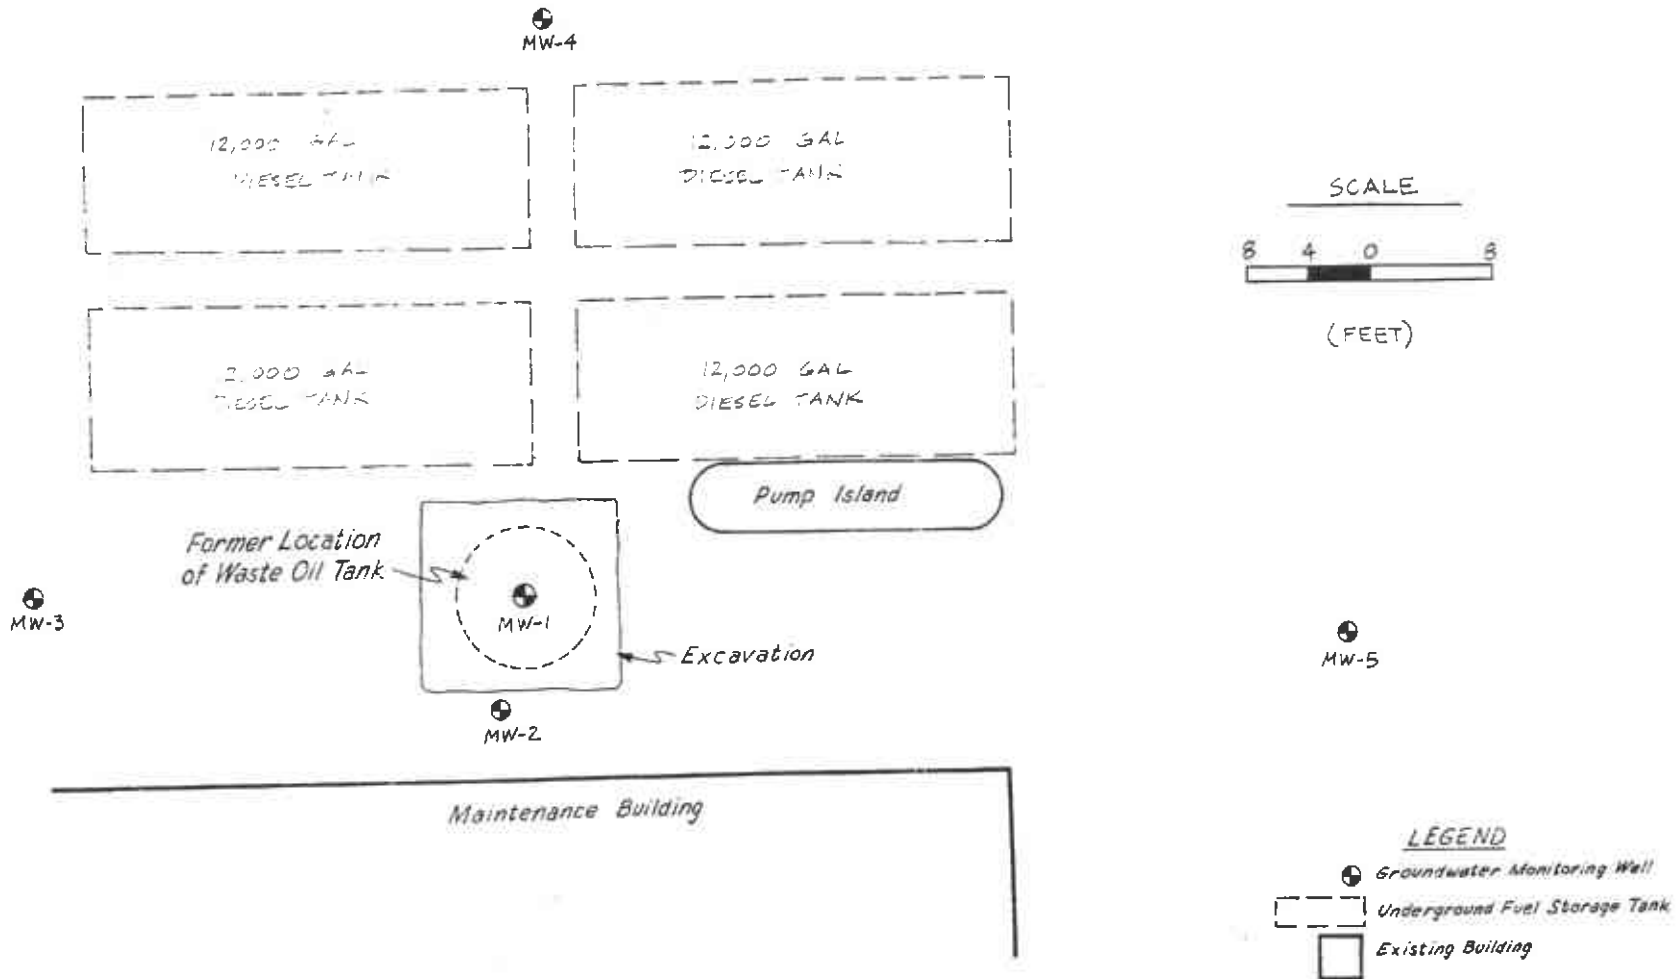 MW-4
12,000 GAL
DIESEL TANK
12,000 GAL
DIESEL TANK
SCALE
8 4 0 8
(FEET)
2,000 GAL
DIESEL TANK
12,000 GAL
DIESEL TANK
Pump Island
Former Location
of Waste Oil Tank
MW-3
MW-1
Excavation
MW-5
MW-2
Maintenance Building
LEGEND
Groundwater Monitoring Well
Underground Fuel Storage Tank
Existing Building